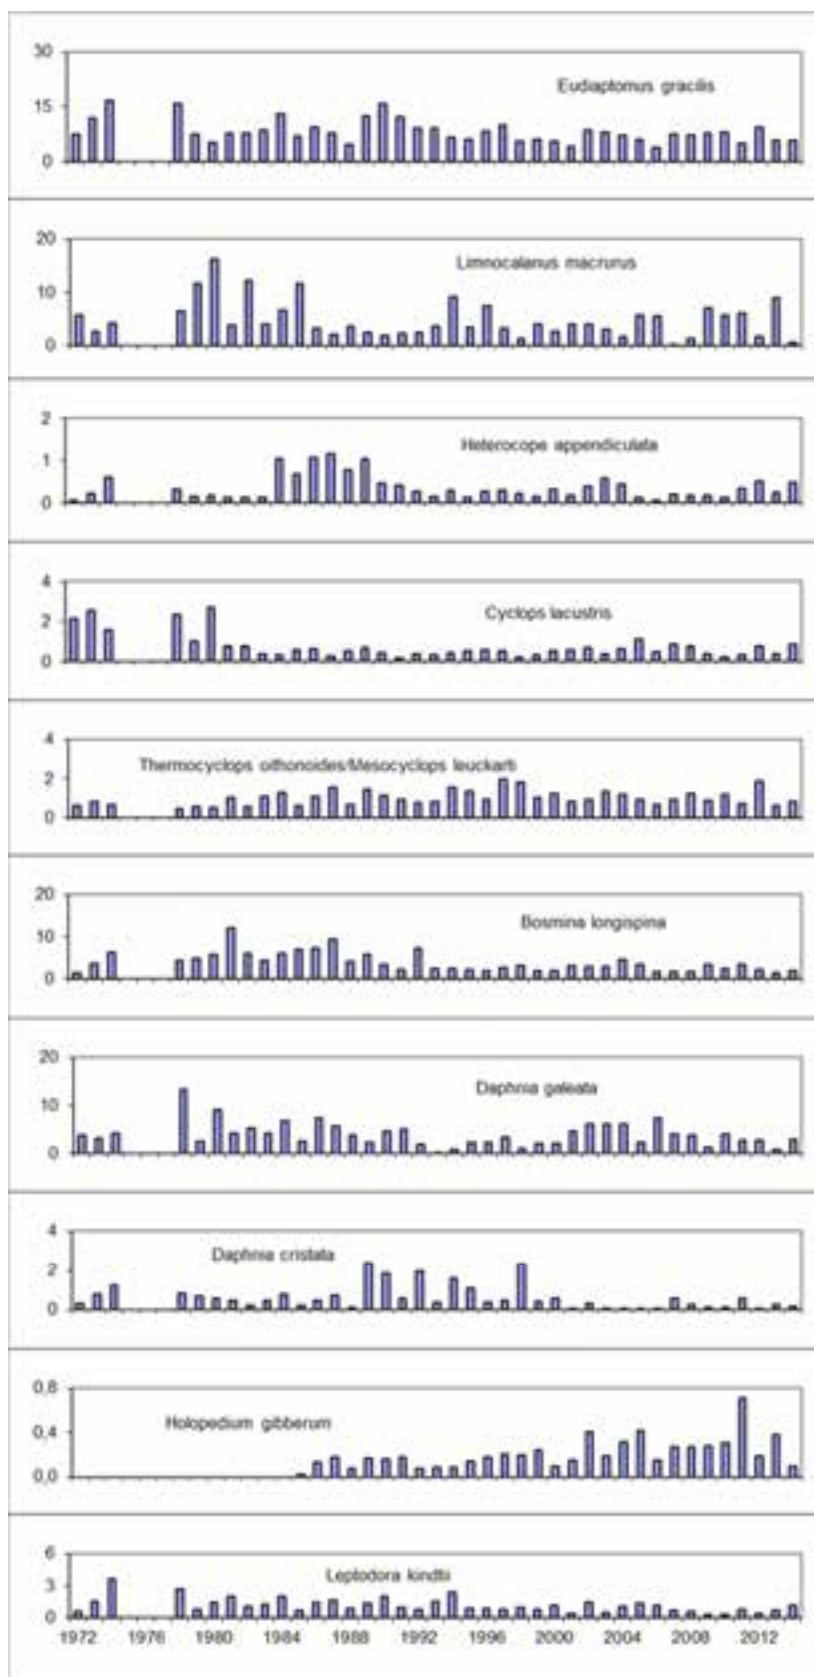 30
Eudiaptomus gracilis
15
0
20
Limnocalanus macrurus
10
0
2
Heterocope appendiculata
1
0
4
Cyclops lacustris
2
0
4
Thermocyclops oithonoides/Mesocyclops leuckarti
2
0
20
Bosmina longispina
10
0
20
Daphnia galeata
10
0
4
Daphnia cristata
2
0
0,8
Holopedium gibberum
0,4
0,0
6
Leptodora kindtii
3
0
1972 1976 1980 1984 1988 1992 1996 2000 2004 2008 2012